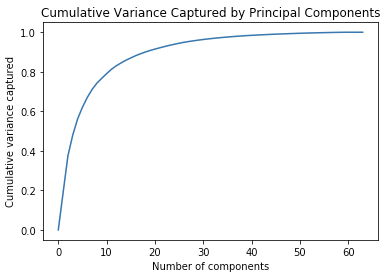 Cumulative Variance Captured by Principal Components
1.0
0.8
0.6
0.4
0.2
0.0
Cumulative variance captured
0 10 20 30 40 50 60
Number of components